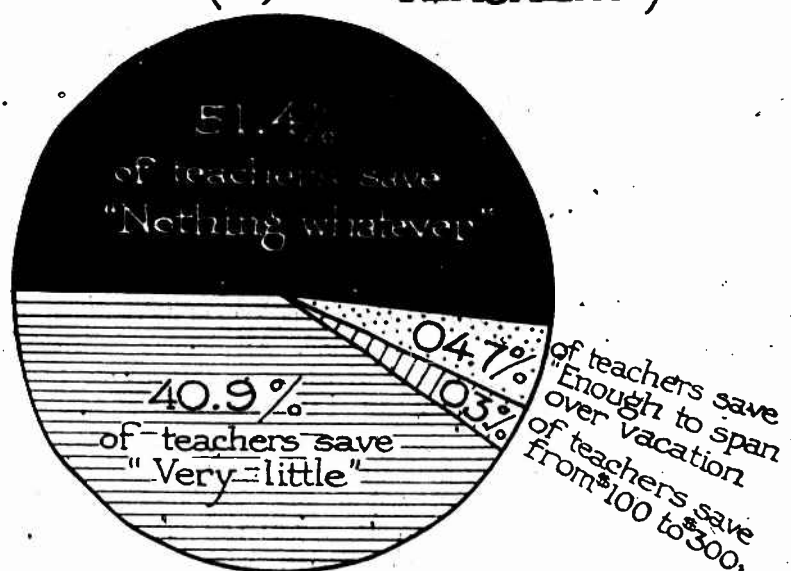 51.4%
of teachers save
"Nothing whatever"
04.7%
of teachers save
"Enough to span
over vacation
03%
of teachers save
from $100 to $300,
40.9%
of teachers save
"Very little"